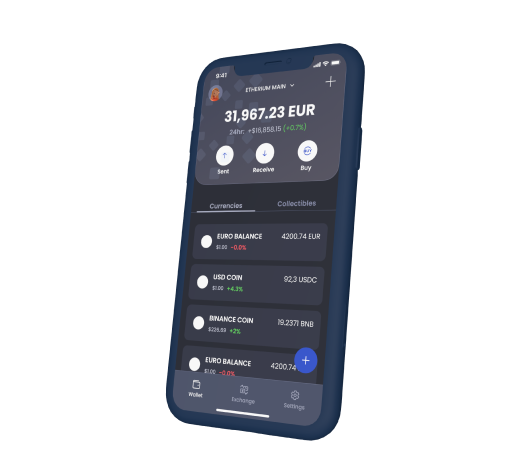 9:41
ETHERIUM MAIN
31,967.23 EUR
24hr: +$16,858.15 (+0.7%)
Sent Receive Buy
Currencies Collectibles
EURO BALANCE 4200.74 EUR
$1.00 -0.0%
USD COIN 92,3 USDC
$1.00 +4.3%
BINANCE COIN 19,2371 BNB
$226.69 +2%
EURO BALANCE 4200.74
$1.00 -0.0%
Wallet Exchange Settings